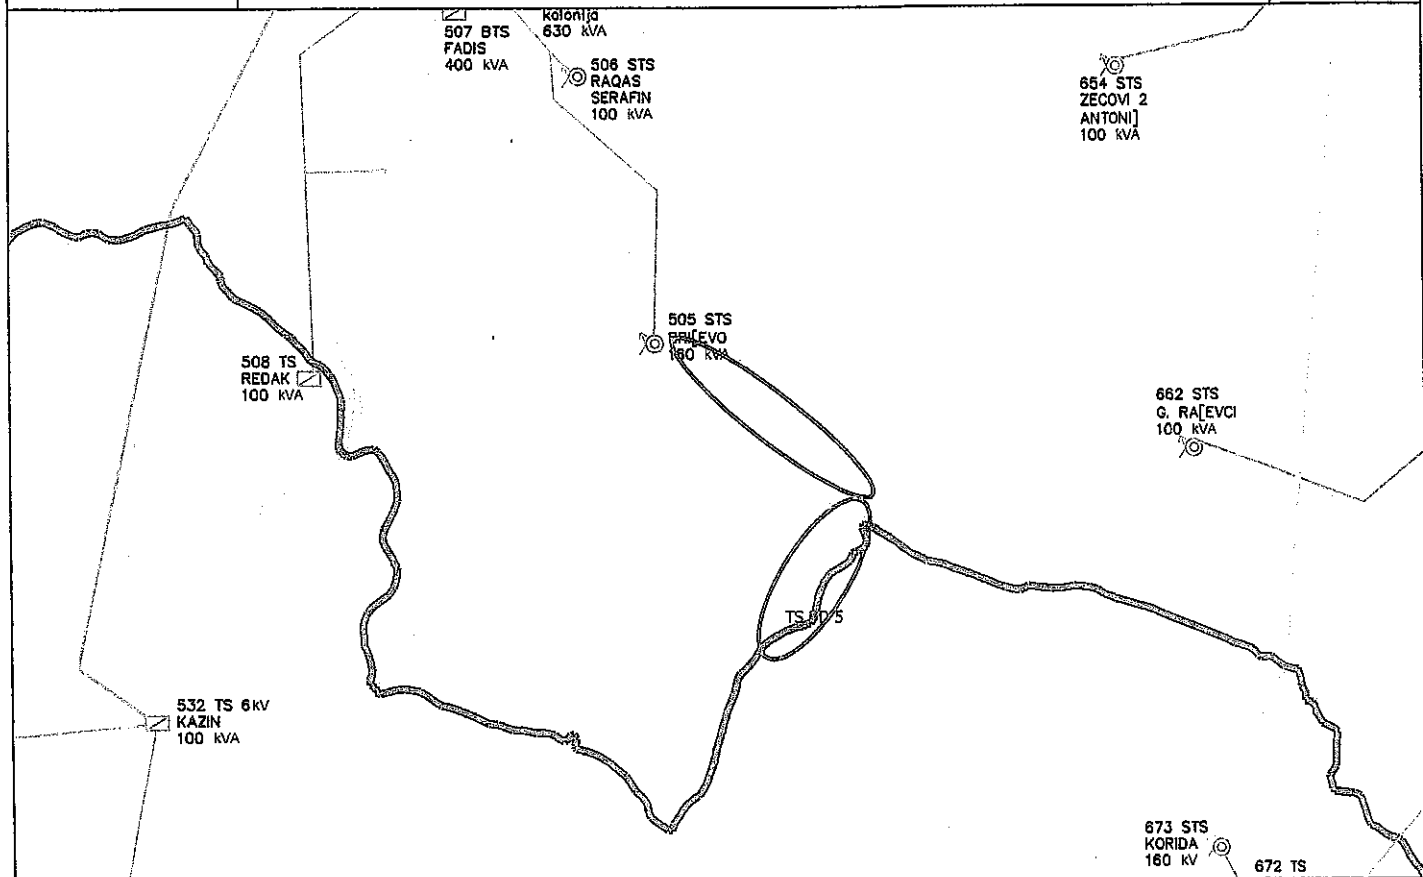 kolonija
630 kVA
507 BTS
FADIS
400 kVA
506 STS
RAQAS
SERAFIN
100 kVA
654 STS
ZECOVI 2
ANTONI]
100 kVA
505 STS
160 kVA
508 TS
REDAK
100 kVA
662 STS
G. RA[EVCI
100 kVA
TS
532 TS 6kV
KAZIN
100 kVA
673 STS
KORIDA
160 kV
672 TS